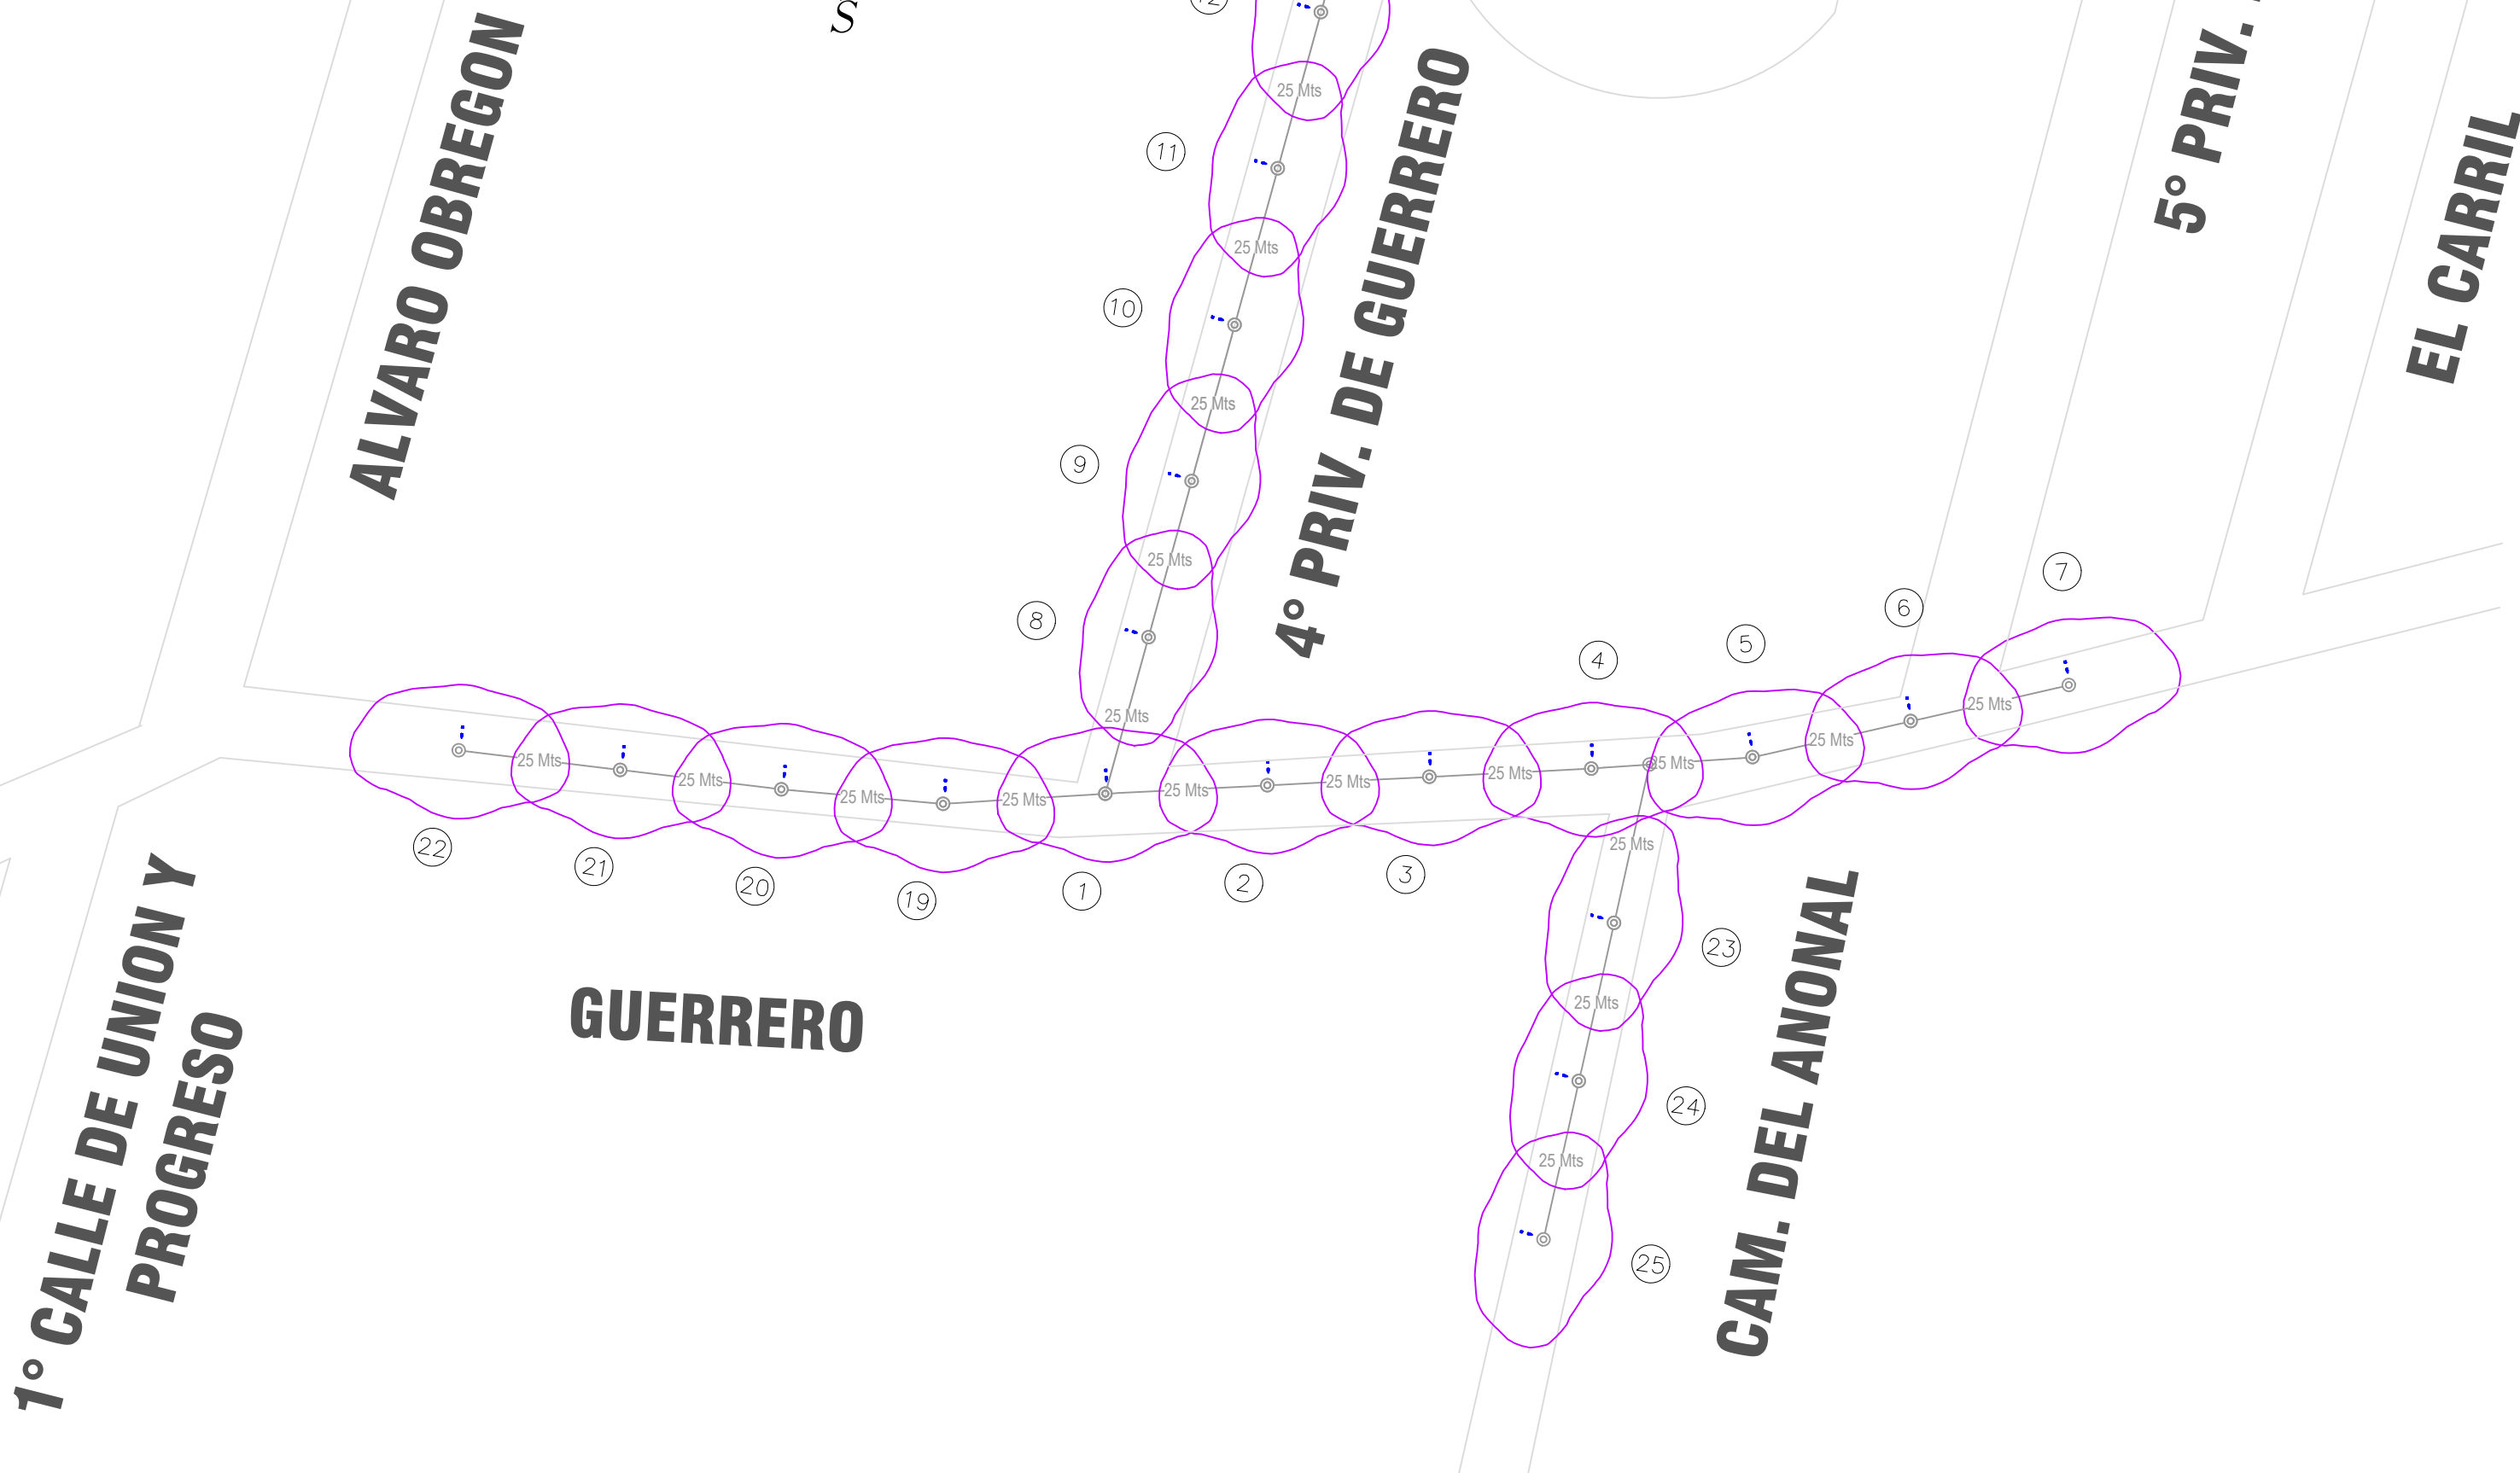 S
ALVARO OBREGON
4° PRIV. DE GUERRERO
5° PRIV.
EL CARRIL
25 Mts
11
25 Mts
10
25 Mts
9
25 Mts
8
25 Mts
22
25 Mts
21
25 Mts
20
25 Mts
19
25 Mts
1
25 Mts
2
25 Mts
3
25 Mts
4
25 Mts
5
25 Mts
6
25 Mts
7
25 Mts
23
25 Mts
24
25 Mts
25
GUERRERO
CAM. DEL ANONAL
1° CALLE DE UNION Y
PROGRESO